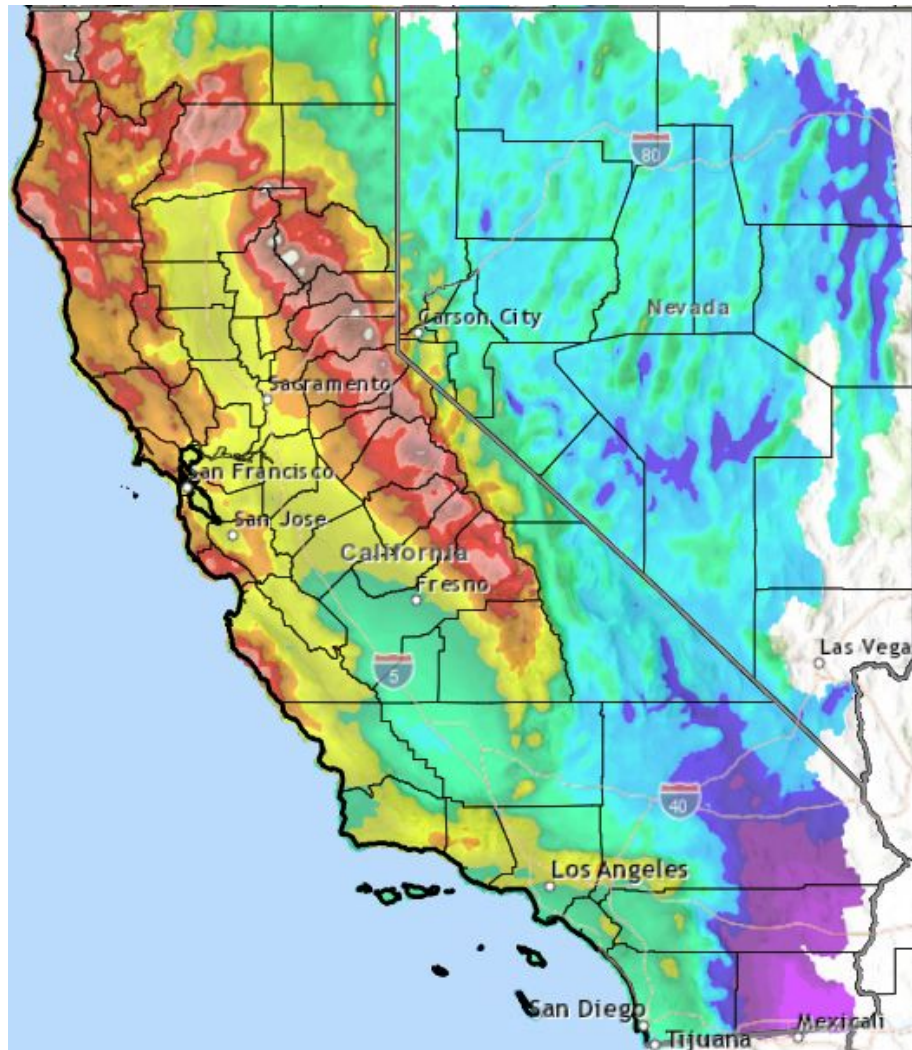 80
Nevada
Carson City
Sacramento
San Francisco
San Jose
California
Fresno
5
Las Vega
40
Los Angeles
San Diego
Mexicali
Tijuana